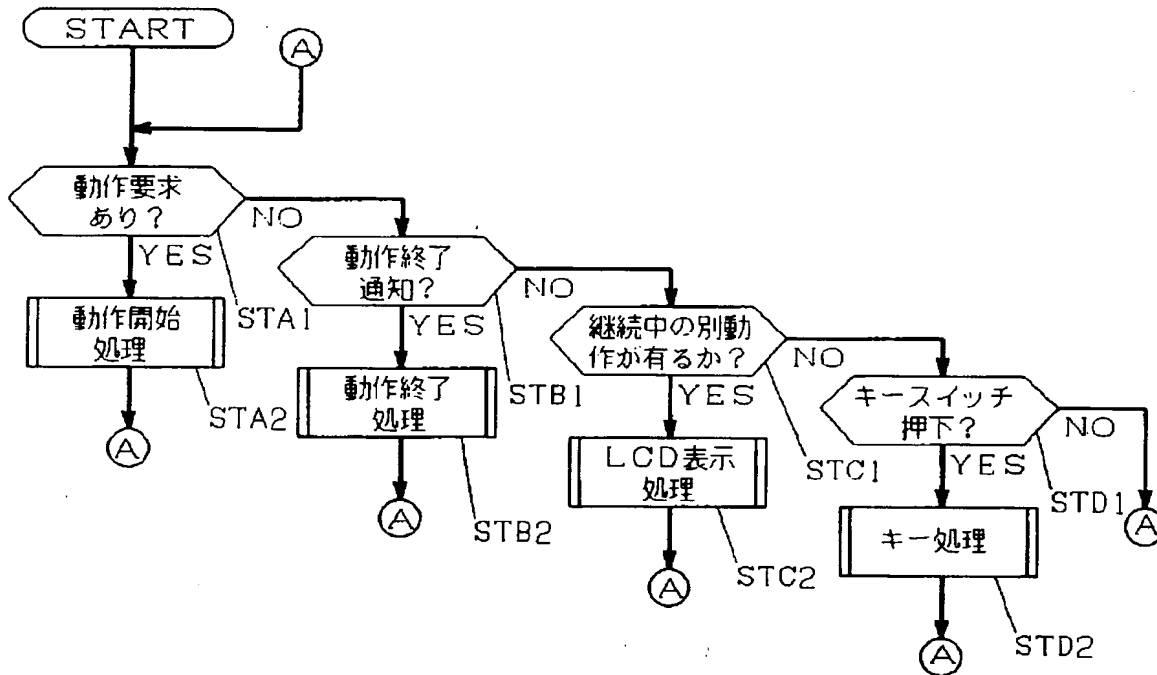 START
A
動作要求
あり？
NO
YES
STA1
動作開始
処理
STA2
A
動作終了
通知？
NO
YES
STB1
動作終了
処理
STB2
A
継続中の別動
作が有るか？
NO
YES
STC1
LCD表示
処理
STC2
A
キースイッチ
押下？
NO
YES
STD1
A
キー処理
STD2
A